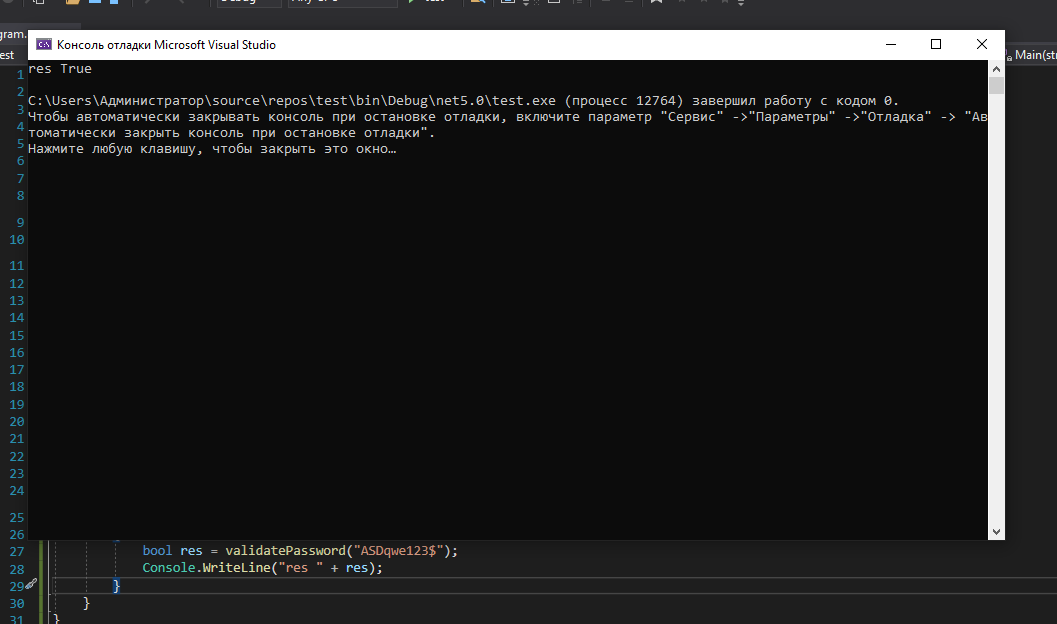 gram.
Консоль отладки Microsoft Visual Studio
est
Main(st
res True
C:\Users\Администратор\source\repos\test\bin\Debug\net5.0\test.exe (процесс 12764) завершил работу с кодом 0.
Чтобы автоматически закрывать консоль при остановке отладки, включите параметр "Сервис" ->"Параметры" ->"Отладка" -> "Ав
томатически закрыть консоль при остановке отладки".
Нажмите любую клавишу, чтобы закрыть это окно…
1
2
3
4
5
6
7
8
9
10
11
12
13
14
15
16
17
18
19
20
21
22
23
24
25
26
27 bool res = validatePassword("ASDqwe123$");
28 Console.WriteLine("res " + res);
29 }
30 }
31 }